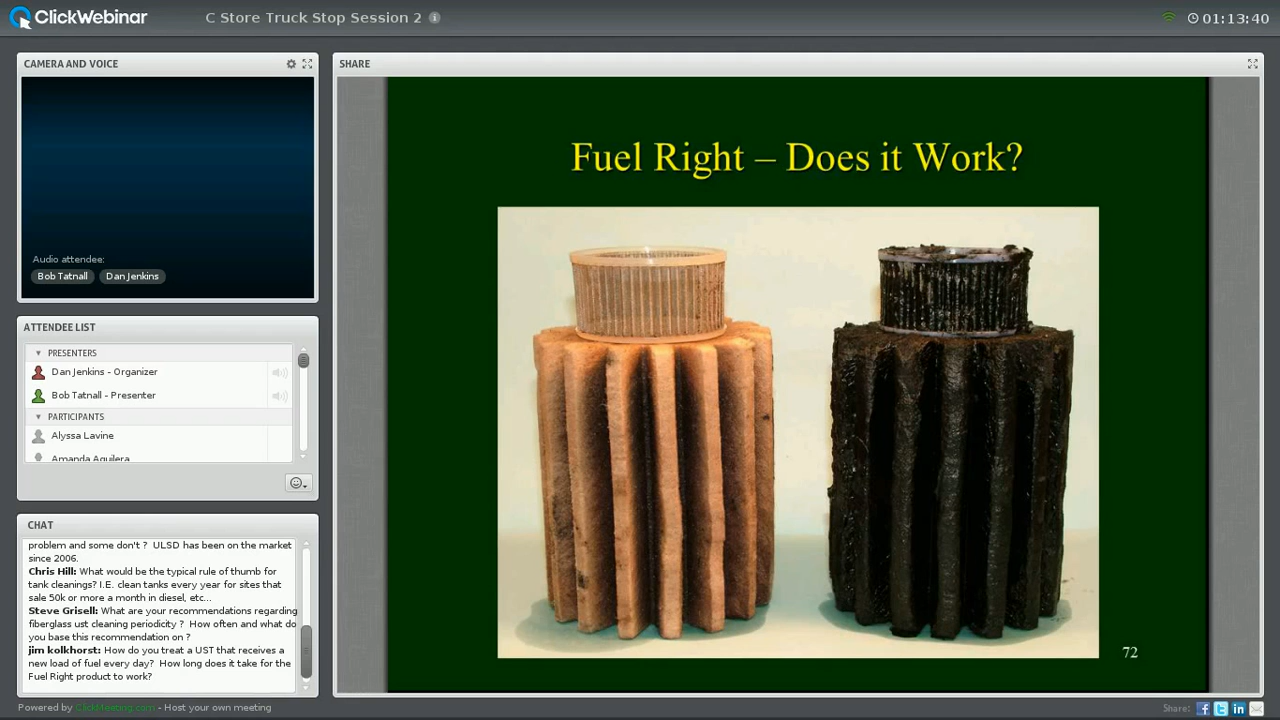 ClickWebinar
C Store Truck Stop Session 2
01:13:40
CAMERA AND VOICE
Audio attendee:
Bob Tatnall Dan Jenkins
ATTENDEE LIST
PRESENTERS
Dan Jenkins - Organizer
Bob Tatnall - Presenter
PARTICIPANTS
Alyssa Lavine
Amanda Aguilera
CHAT
problem and some don't ? ULSD has been on the market
since 2006.
Chris Hill: What would be the typical rule of thumb for
tank cleanings? I.E. clean tanks every year for sites that
sale 50k or more a month in diesel, etc...
Steve Grisell: What are your recommendations regarding
fiberglass ust cleaning periodicity ? How often and what do
you base this recommendation on ?
jim kolkhorst: How do you treat a UST that receives a
new load of fuel every day? How long does it take for the
Fuel Right product to work?
SHARE
Fuel Right – Does it Work?
72
Powered by ClickMeeting.com - Host your own meeting
Share: